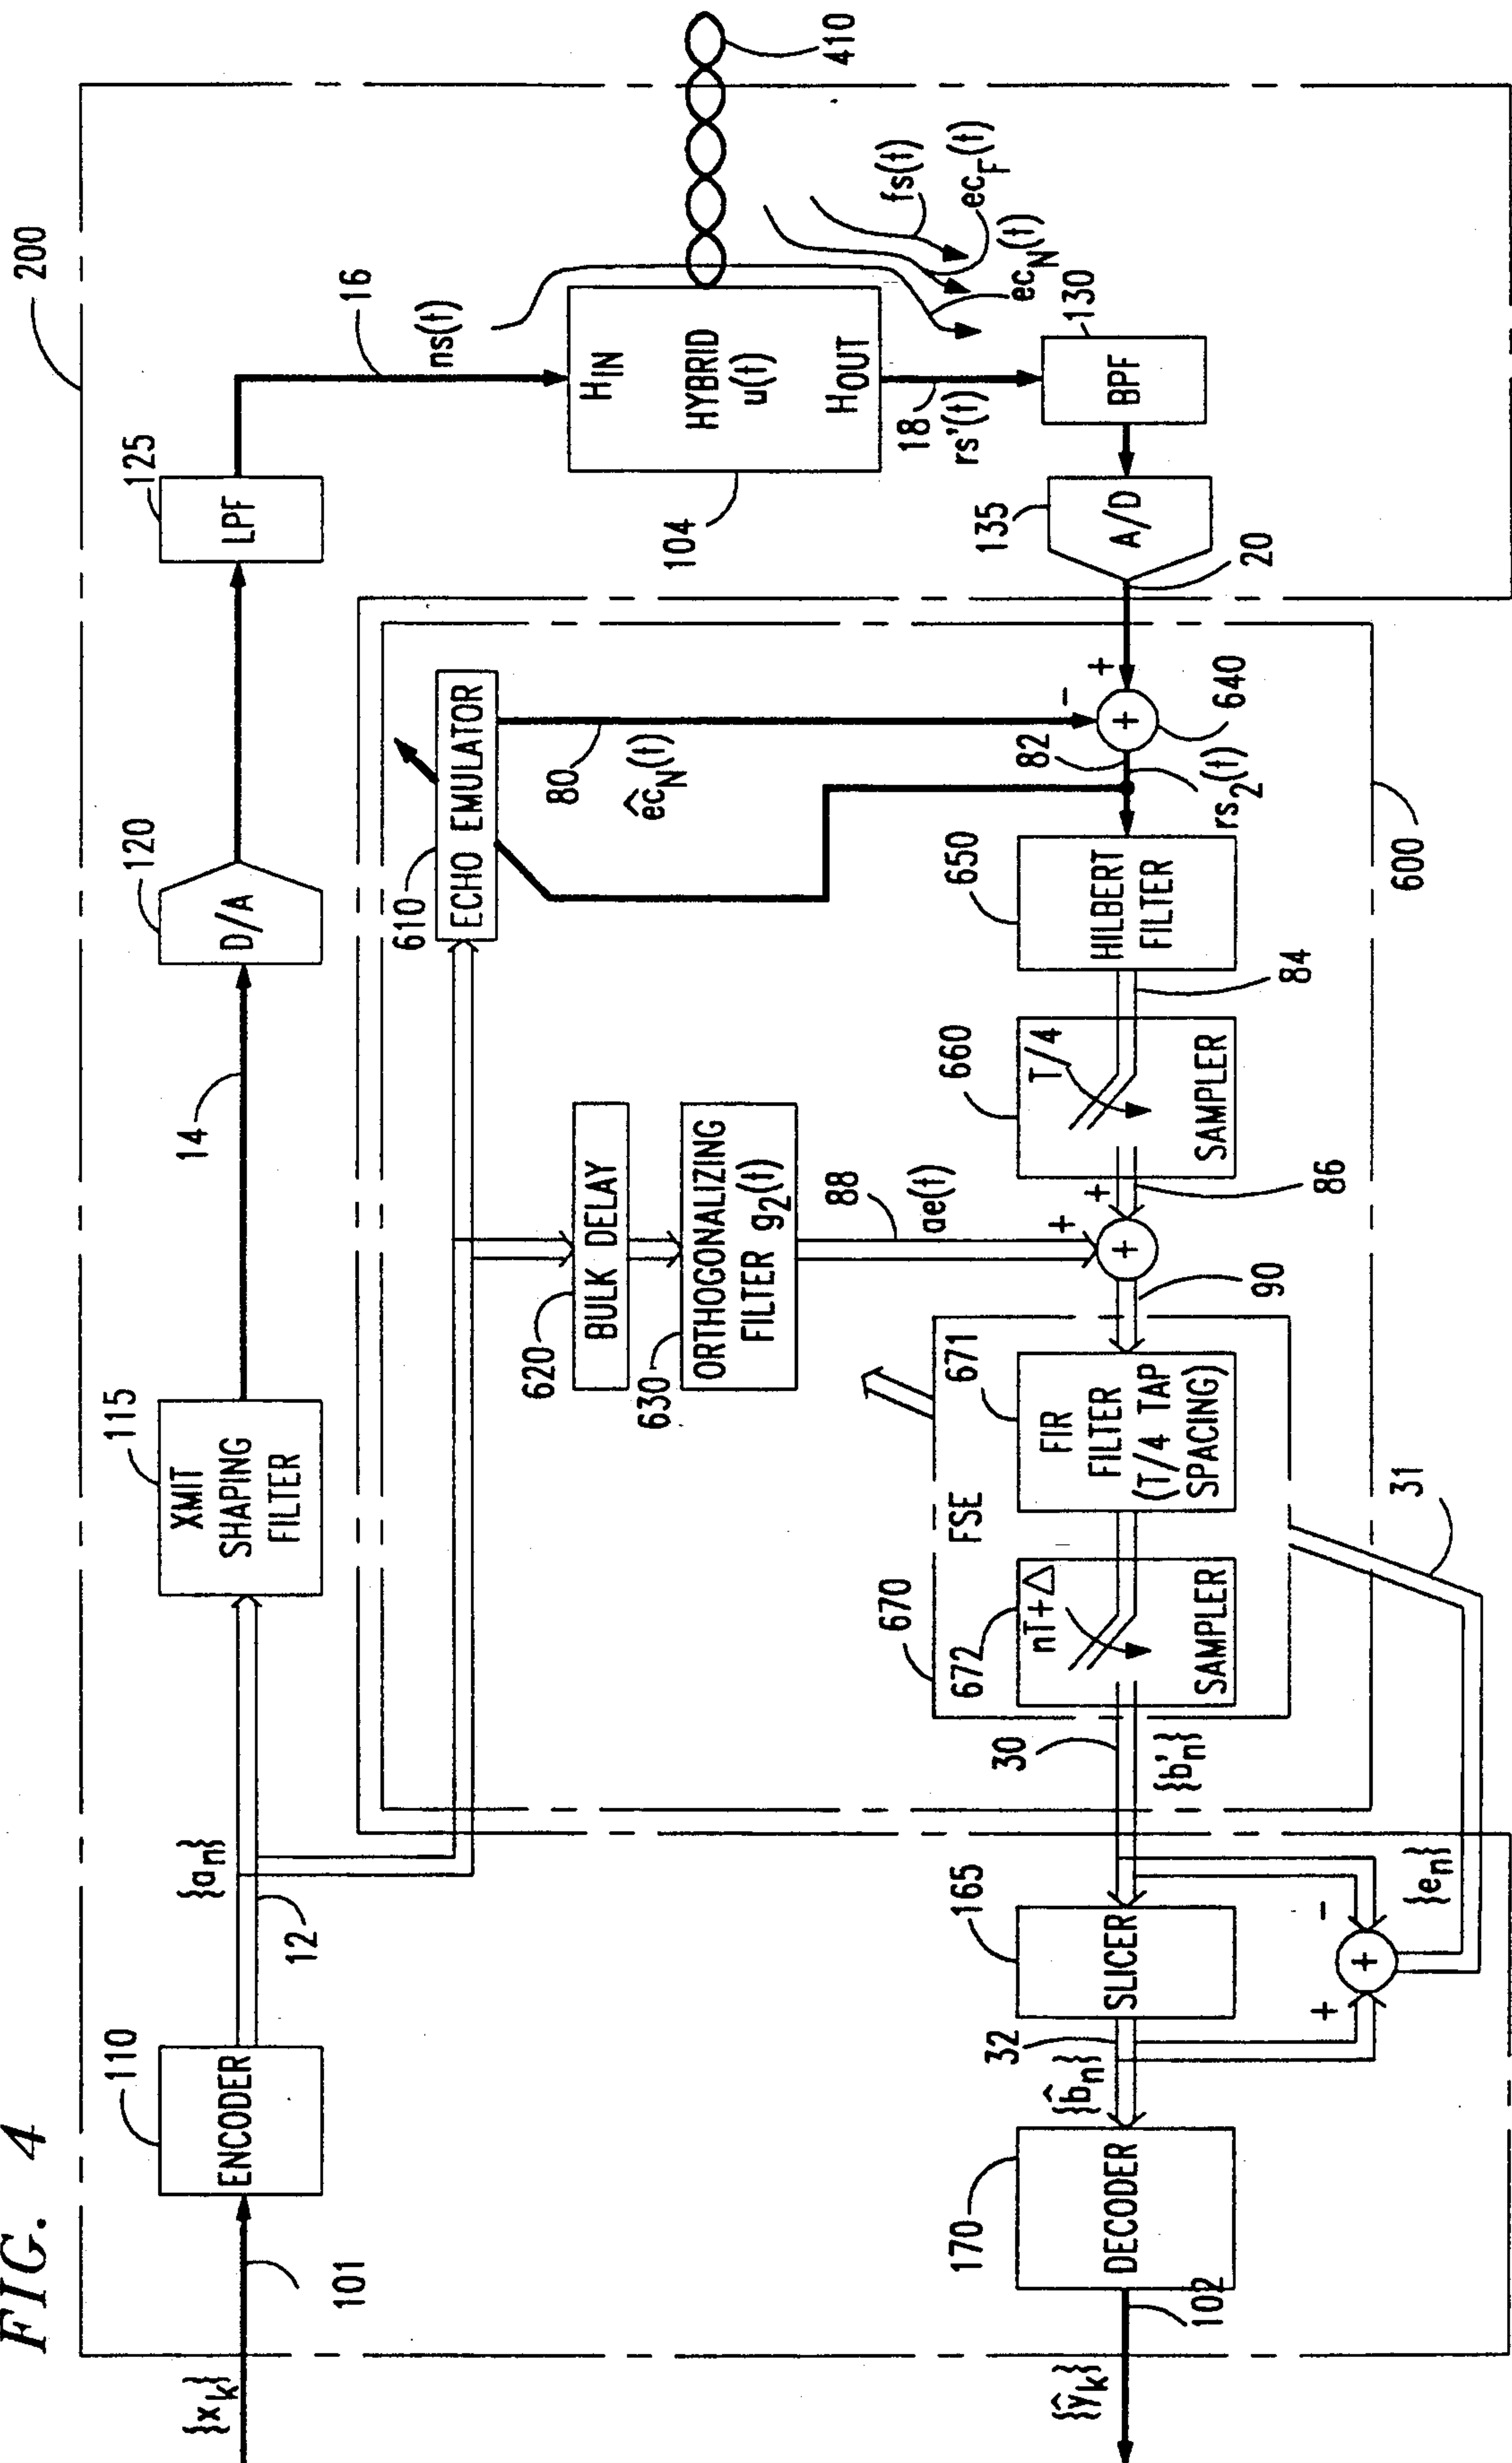 FIG. 4
200
{x_k}
101
110
ENCODER
{a_n}
12
115
XMIT
SHAPING
FILTER
14
120
D/A
125
LPF
16
ns(t)
H_IN
HYBRID
u(t)
H_OUT
104
410
fs(t)
ec_F(t)
ec_N(t)
18
rs'(t)
130
BPF
135
A/D
20
610
ECHO EMULATOR
80
êc_N(t)
+
-
+
640
82
rs_2(t)
600
650
HILBERT
FILTER
84
660
T/4
SAMPLER
86
620
BULK DELAY
630
ORTHOGONALIZING
FILTER g_2(t)
88
ae(t)
+
+
+
90
670
FSE
671
FIR
FILTER
(T/4 TAP
SPACING)
672
nT+Δ
SAMPLER
30
{b'_n}
31
165
SLICER
32
{b̂_n}
-
+
+
{e_n}
170
DECODER
102
{ŷ_k}